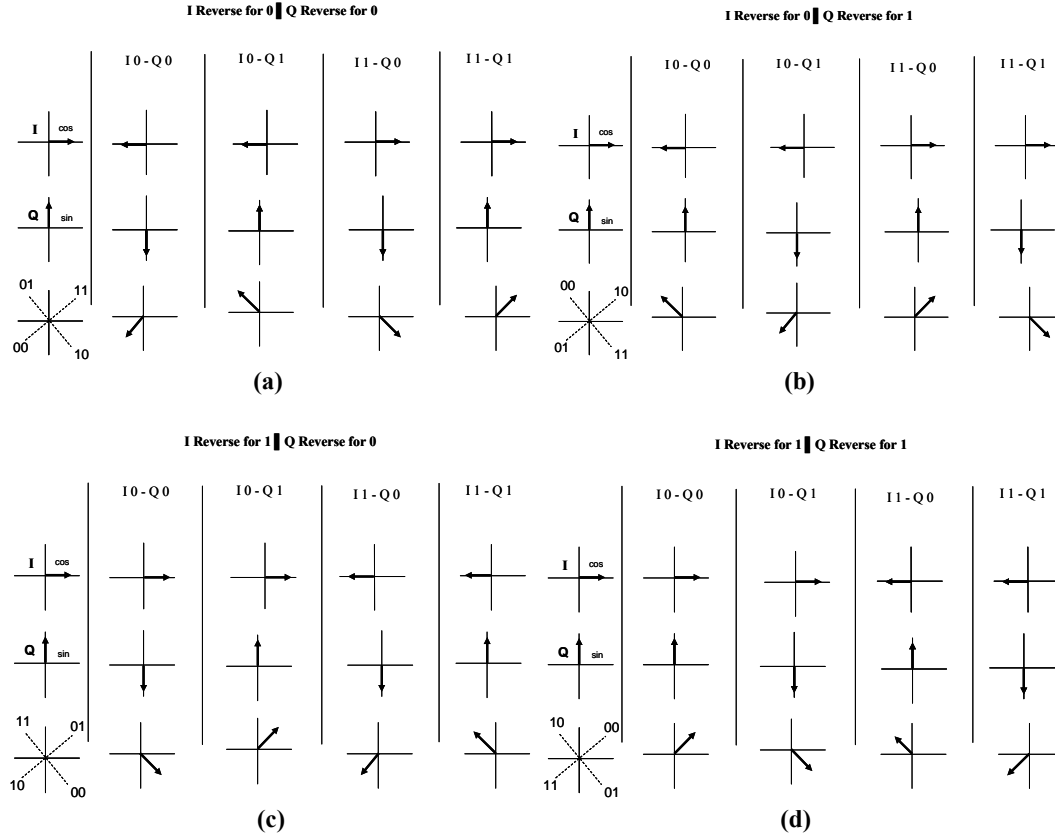 I Reverse for 0 ▌ Q Reverse for 0
I0-Q0 I0-Q1 I1-Q0 I1-Q1
I cos
Q sin
01 11
00 10
(a)
I Reverse for 0 ▌ Q Reverse for 1
I0-Q0 I0-Q1 I1-Q0 I1-Q1
I cos
Q sin
00 10
01 11
(b)
I Reverse for 1 ▌ Q Reverse for 0
I0-Q0 I0-Q1 I1-Q0 I1-Q1
I cos
Q sin
11 01
10 00
(c)
I Reverse for 1 ▌ Q Reverse for 1
I0-Q0 I0-Q1 I1-Q0 I1-Q1
I cos
Q sin
10 00
11 01
(d)